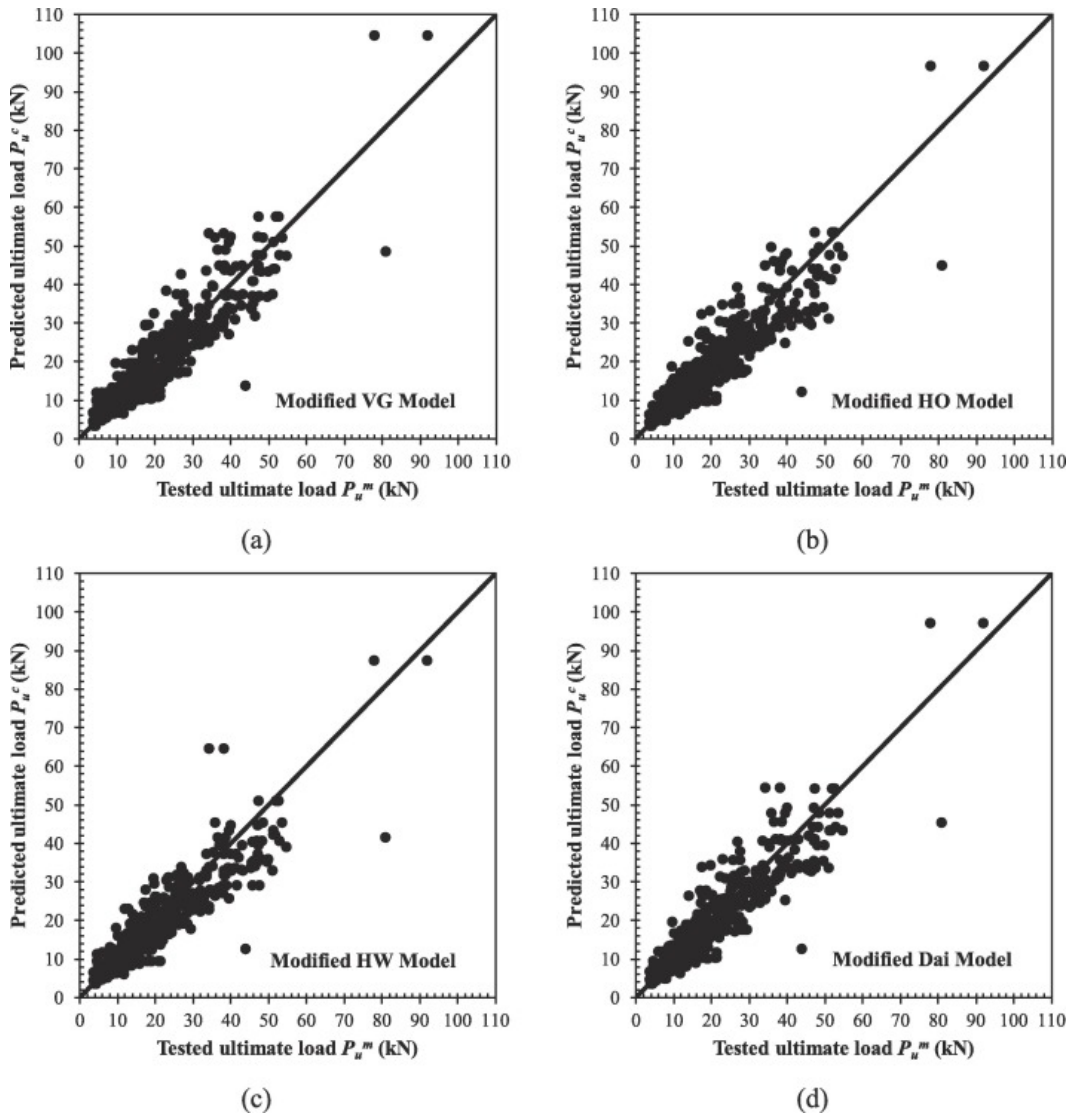 110
100
90
80
70
60
50
40
30
20
10
0
Predicted ultimate load P_u^c (kN)
Modified VG Model
0 10 20 30 40 50 60 70 80 90 100 110
Tested ultimate load P_u^m (kN)
(a)
110
100
90
80
70
60
50
40
30
20
10
0
Predicted ultimate load P_u^c (kN)
Modified HO Model
0 10 20 30 40 50 60 70 80 90 100 110
Tested ultimate load P_u^m (kN)
(b)
110
100
90
80
70
60
50
40
30
20
10
0
Predicted ultimate load P_u^c (kN)
Modified HW Model
0 10 20 30 40 50 60 70 80 90 100 110
Tested ultimate load P_u^m (kN)
(c)
110
100
90
80
70
60
50
40
30
20
10
0
Predicted ultimate load P_u^c (kN)
Modified Dai Model
0 10 20 30 40 50 60 70 80 90 100 110
Tested ultimate load P_u^m (kN)
(d)